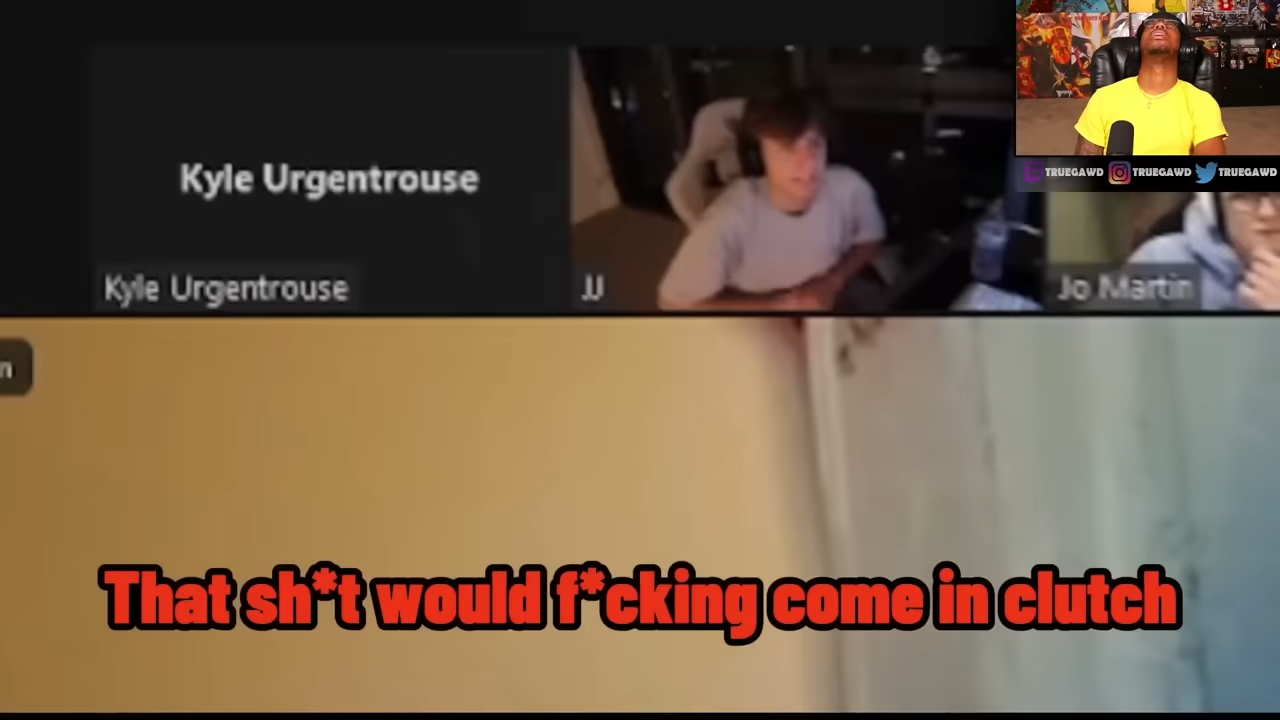 Kyle Urgentrouse
Kyle Urgentrouse
JJ
Jo Martin
TRUEGAWD TRUEGAWD TRUEGAWD
n
That sh*t would f*cking come in clutch